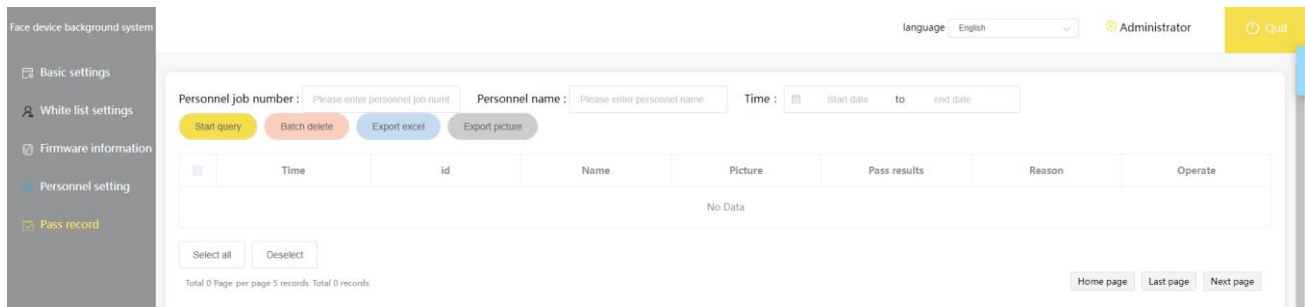 Face device background system
language English
Administrator
Quit
Basic settings
White list settings
Firmware information
Personnel setting
Pass record
Personnel job number : Please enter personnel job numb Personnel name : Please enter personnel name Time : Start date to end date
Start query Batch delete Export excel Export picture
Time id Name Picture Pass results Reason Operate
No Data
Select all Deselect
Total 0 Page per page 5 records Total 0 records
Home page Last page Next page